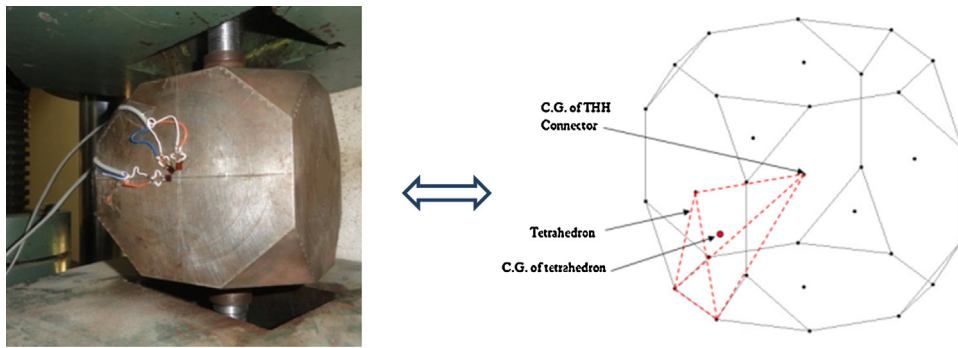 C.G. of THH
Connector
Tetrahedron
C.G. of tetrahedron